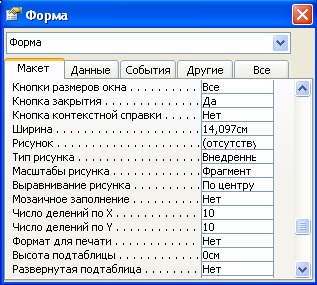 Форма
Форма
Макет Данные События Другие Все
Кнопки размеров окна . . . . . . . . . . Все
Кнопка закрытия . . . . . . . . . . . . . . Да
Кнопка контекстной справки . . . . Нет
Ширина . . . . . . . . . . . . . . . . . . . . . 14,097см
Рисунок . . . . . . . . . . . . . . . . . . . . . (отсутству
Тип рисунка . . . . . . . . . . . . . . . . . Внедренны
Масштабы рисунка . . . . . . . . . . . . Фрагмент
Выравнивание рисунка . . . . . . . . . По центру
Мозаичное заполнение . . . . . . . . . Нет
Число делений по X . . . . . . . . . . . 10
Число делений по Y . . . . . . . . . . . 10
Формат для печати . . . . . . . . . . . . Нет
Высота подтаблицы . . . . . . . . . . . . 0см
Развернутая подтаблица . . . . . . . . Нет